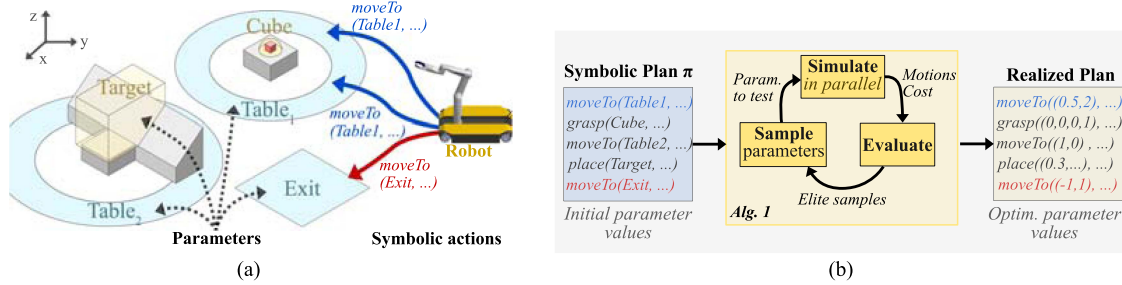 z
y
x
Cube
moveTo
(Table1, ...)
Target
Table1
moveTo
(Table1, ...)
Robot
moveTo
(Exit, ...)
Exit
Table2
Parameters
Symbolic actions
(a)
Symbolic Plan π
moveTo(Table1, ...)
grasp(Cube, ...)
moveTo(Table2, ...)
place(Target, ...)
moveTo(Exit, ...)
Initial parameter
values
Param.
to test
Simulate
in parallel
Motions
Cost
Sample
parameters
Evaluate
Elite samples
Alg. 1
Realized Plan
moveTo((0.5,2), ...)
grasp((0,0,0,1), ...)
moveTo((1,0) , ...)
place((0.3,...), ...)
moveTo((-1,1), ...)
Optim. parameter
values
(b)